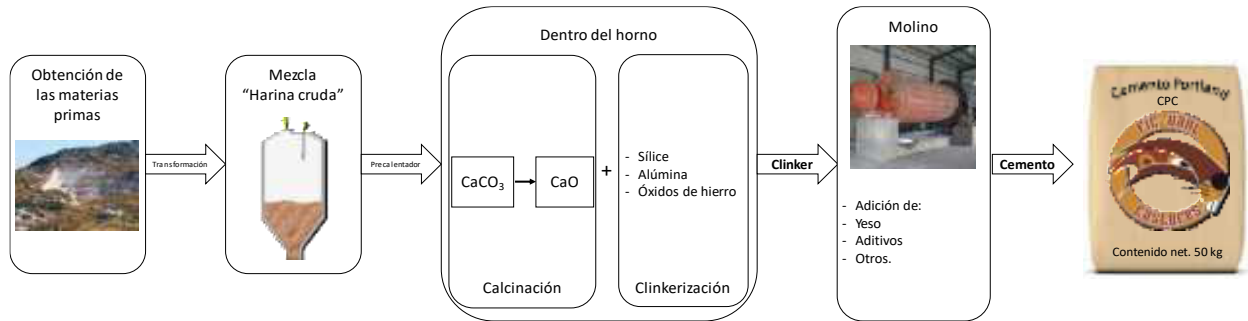 Obtención de
las materias
primas
Transformación
Mezcla
“Harina cruda”
Precalentador
Dentro del horno
CaCO₃
CaO
Calcinación
+
- Sílice
- Alúmina
- Óxidos de hierro
Clinkerización
Clinker
Molino
- Adición de:
- Yeso
- Aditivos
- Otros.
Cemento
Cemento Portland
CPC
Contenido net. 50 kg